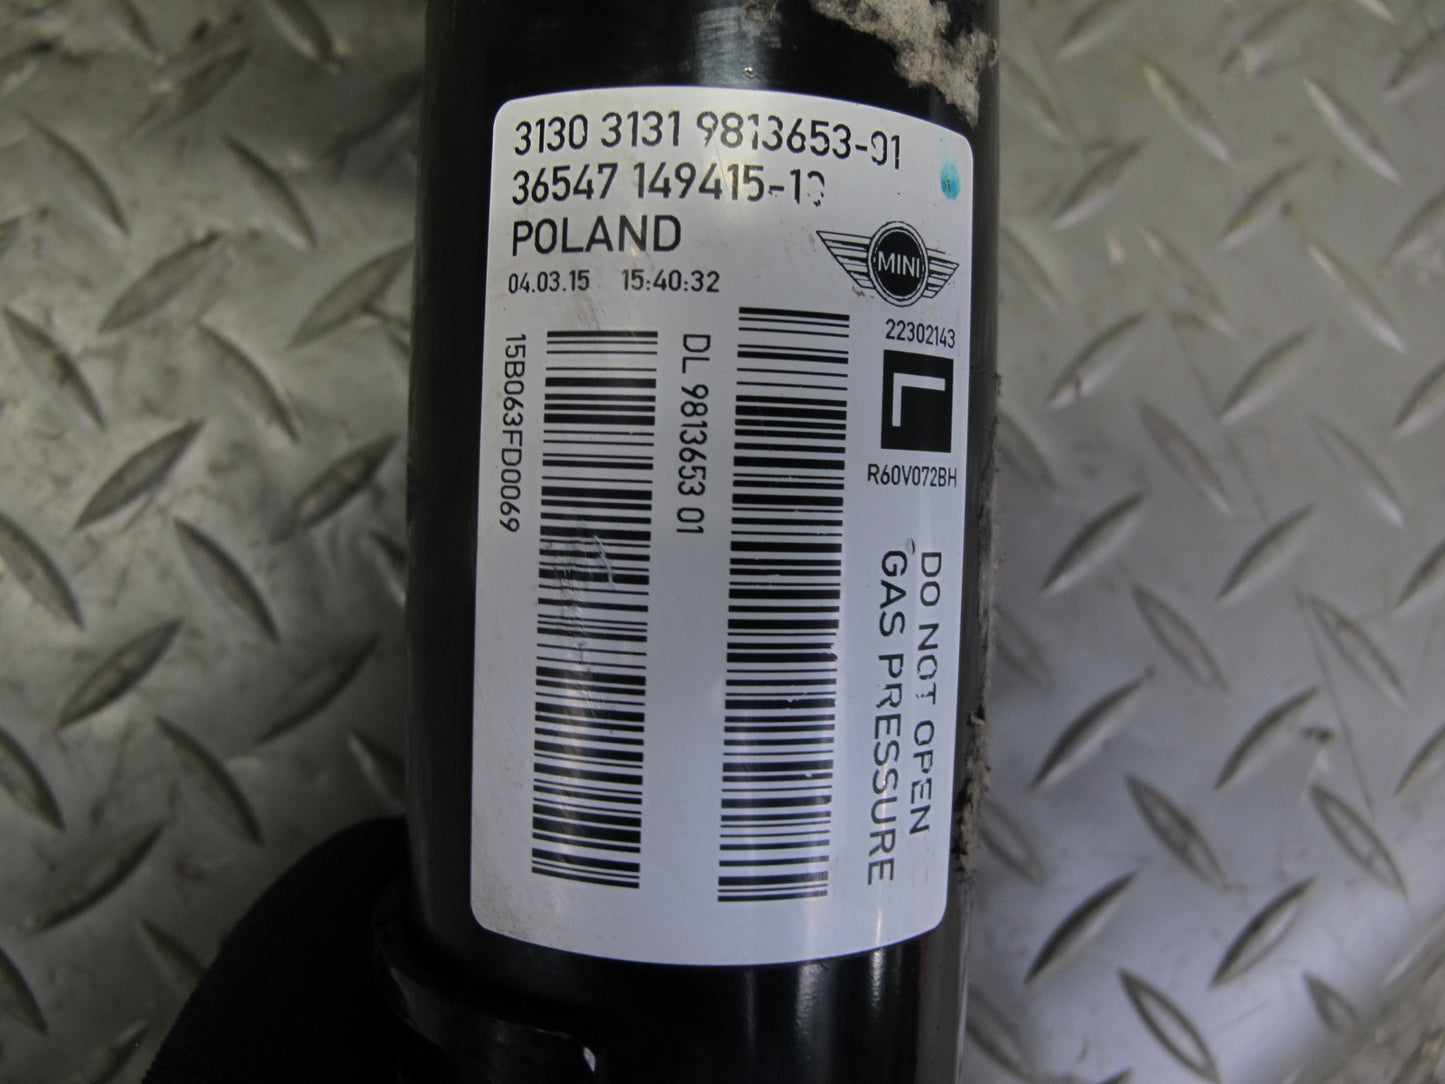 3130 3131 9813653-01
36547 149415-10
POLAND
04.03.15 15:40:32
MINI
22302143
L
R60V072BH
15B063FD0069
DL 9813653 01
DO NOT OPEN
GAS PRESSURE